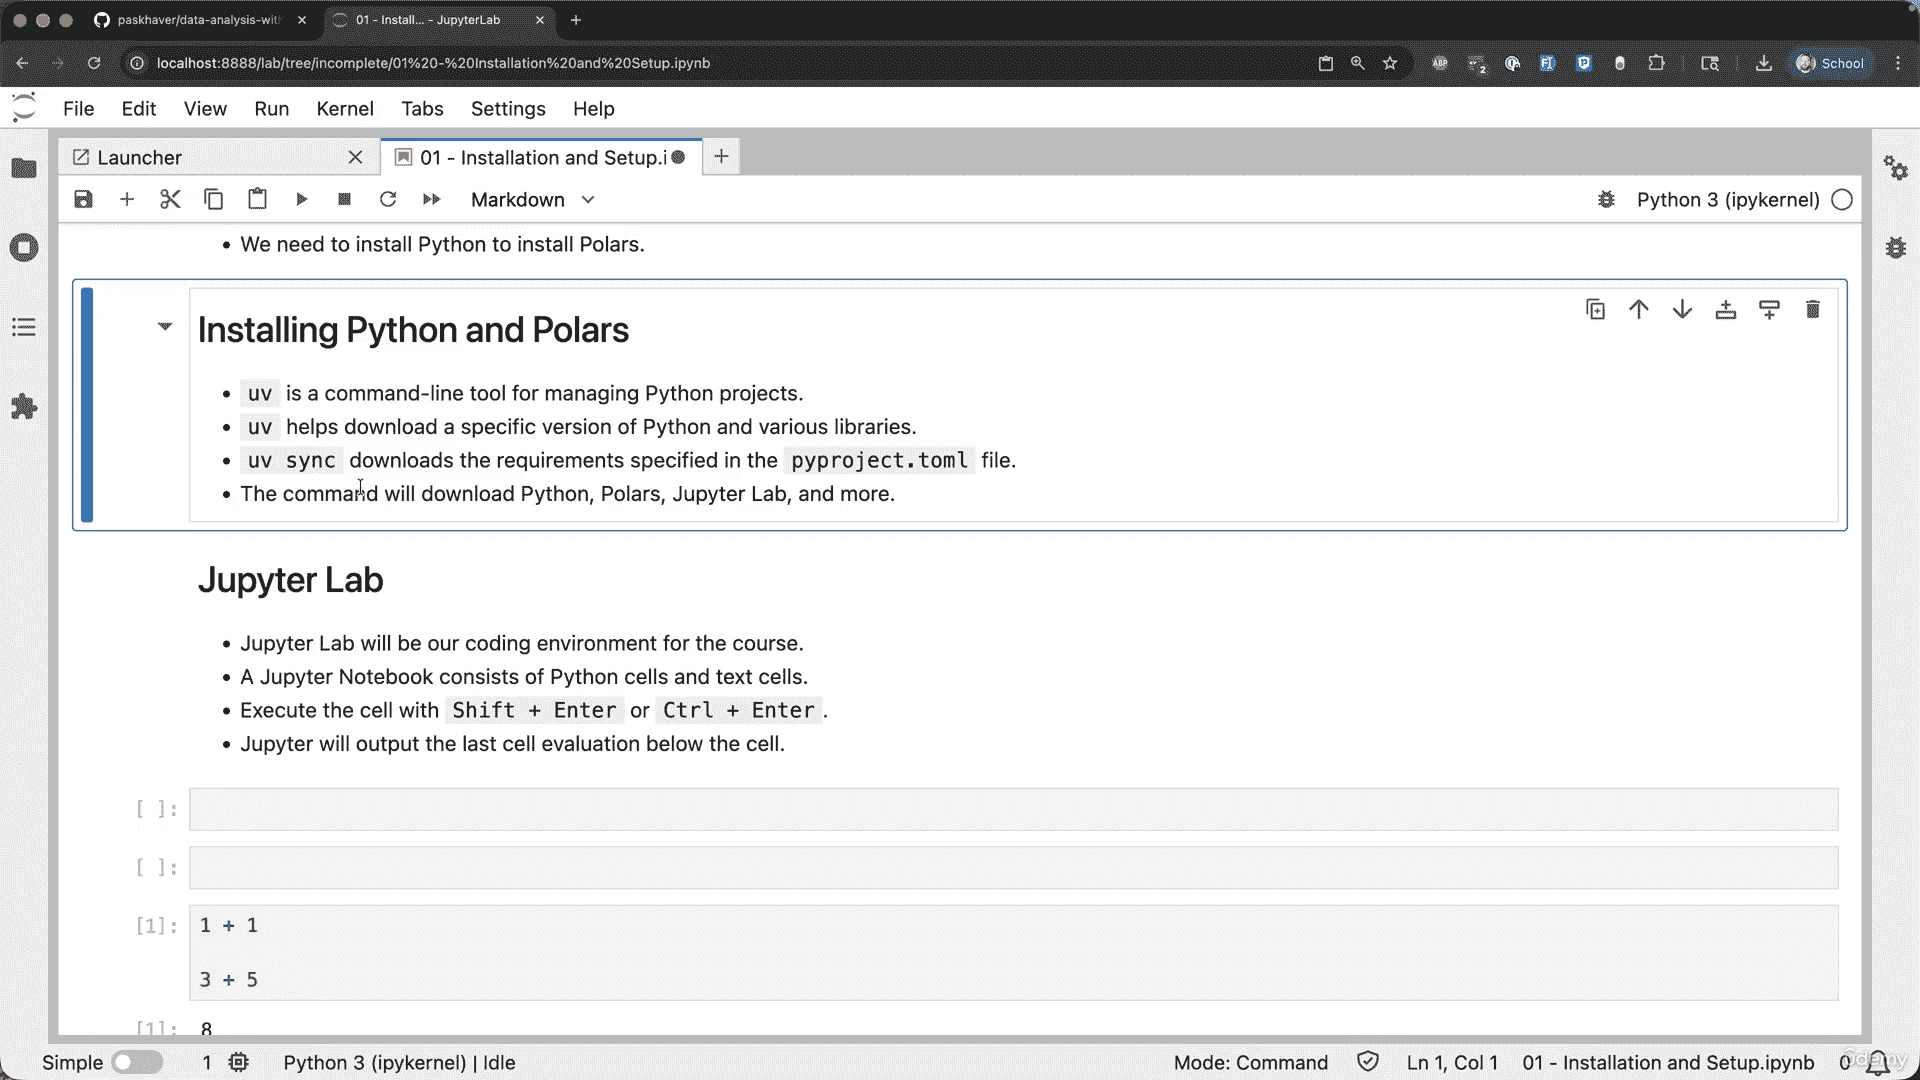 paskhaver/data-analysis-with
01 - Install... - JupyterLab
localhost:8888/lab/tree/incomplete/01%20-%20Installation%20and%20Setup.ipynb
ABP
2
School
File Edit View Run Kernel Tabs Settings Help
Launcher
01 - Installation and Setup.i
Markdown
Python 3 (ipykernel)
• We need to install Python to install Polars.
Installing Python and Polars
• uv is a command-line tool for managing Python projects.
• uv helps download a specific version of Python and various libraries.
• uv sync downloads the requirements specified in the pyproject.toml file.
• The command will download Python, Polars, Jupyter Lab, and more.
Jupyter Lab
• Jupyter Lab will be our coding environment for the course.
• A Jupyter Notebook consists of Python cells and text cells.
• Execute the cell with Shift + Enter or Ctrl + Enter.
• Jupyter will output the last cell evaluation below the cell.
[ ]:
[ ]:
[1]: 1 + 1
3 + 5
[1]: 8
Simple 1 Python 3 (ipykernel) | Idle Mode: Command Ln 1, Col 1 01 - Installation and Setup.ipynb 0
Udemy